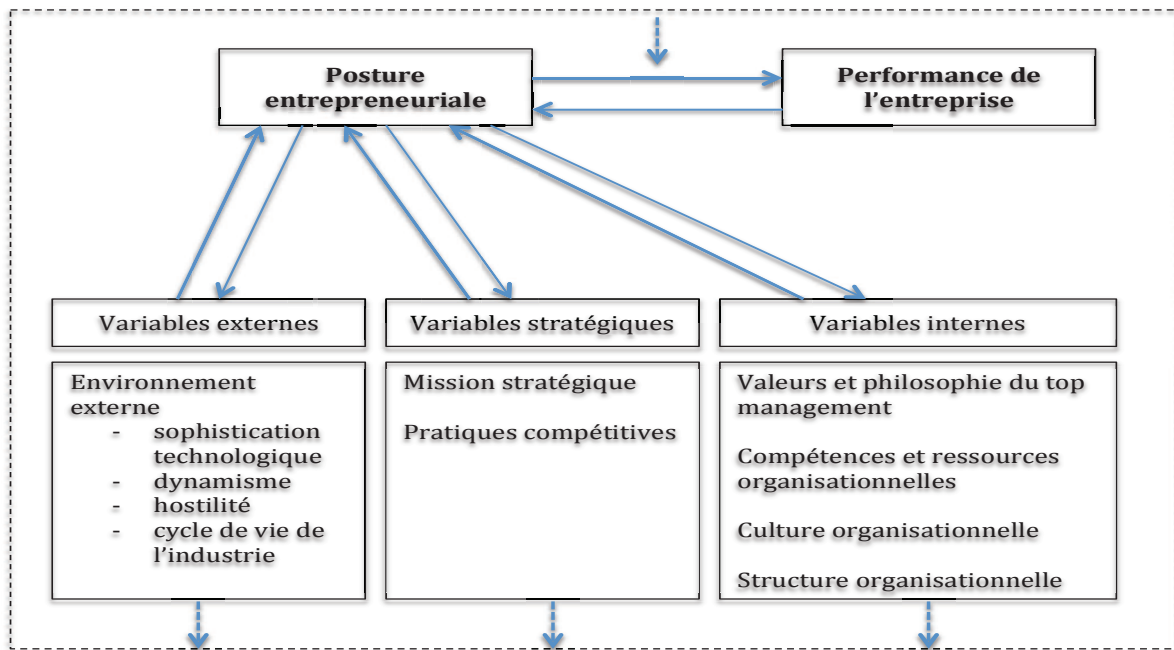 Posture
entrepreneuriale
Performance de
l’entreprise
Variables externes
Variables stratégiques
Variables internes
Environnement
externe
- sophistication
technologique
- dynamisme
- hostilité
- cycle de vie de
l’industrie
Mission stratégique
Pratiques compétitives
Valeurs et philosophie du top
management
Compétences et ressources
organisationnelles
Culture organisationnelle
Structure organisationnelle